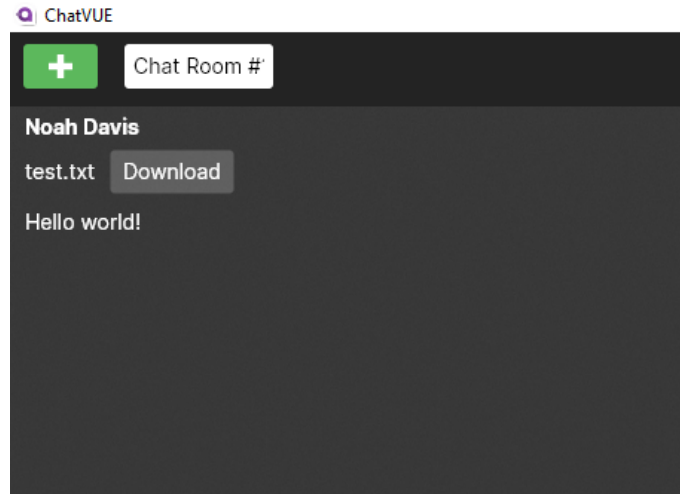 ChatVUE
Chat Room #
Noah Davis
test.txt Download
Hello world!